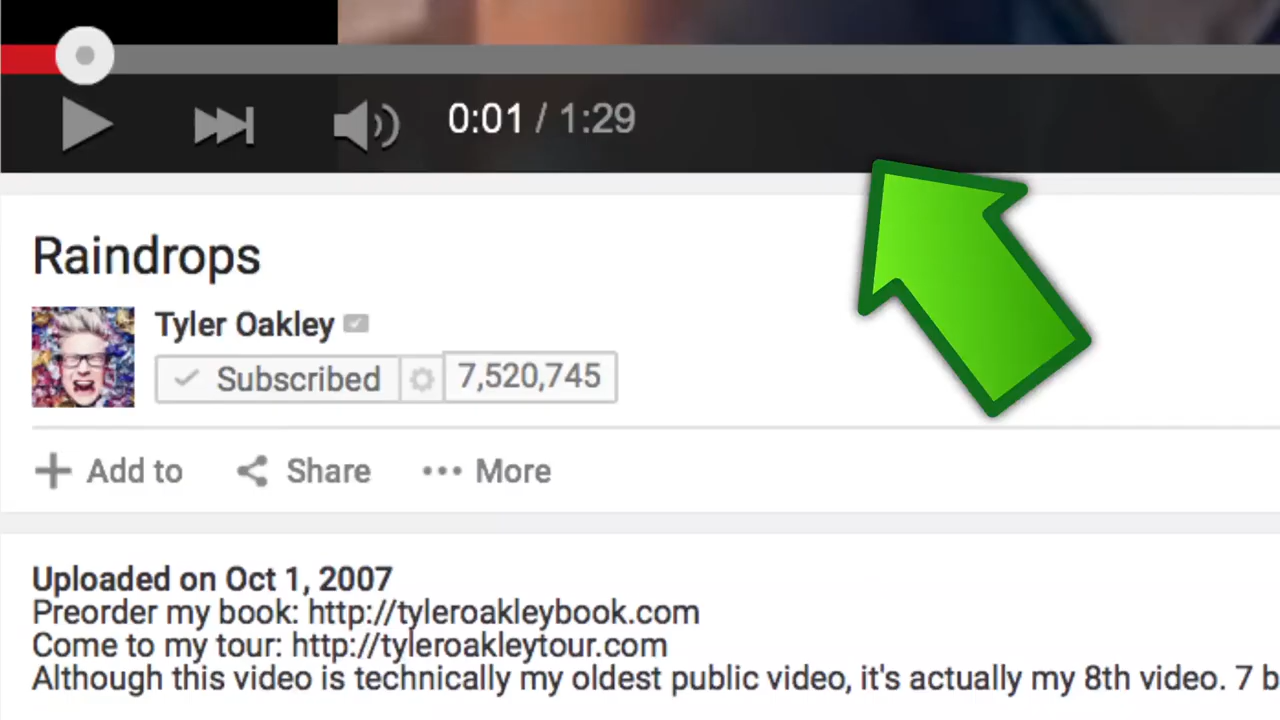 0:01 / 1:29
Raindrops
Tyler Oakley
Subscribed 7,520,745
Add to Share More
Uploaded on Oct 1, 2007
Preorder my book: http://tyleroakleybook.com
Come to my tour: http://tyleroakleytour.com
Although this video is technically my oldest public video, it's actually my 8th video. 7 b